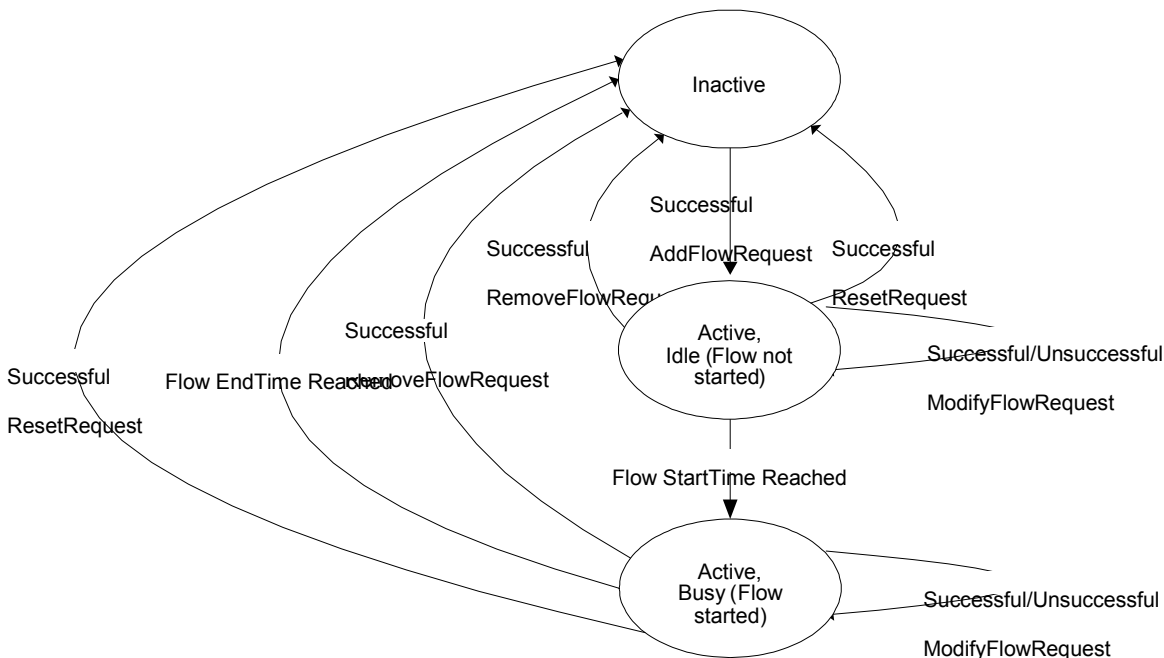 Inactive
Successful
AddFlowRequest
Successful
RemoveFlowRequ
Successful
ResetRequest
Active,
Idle (Flow not
started)
Successful/Unsuccessful
ModifyFlowRequest
Successful
Flow EndTime Reached
moveFlowRequest
Successful
ResetRequest
Flow StartTime Reached
Active,
Busy (Flow
started)
Successful/Unsuccessful
ModifyFlowRequest